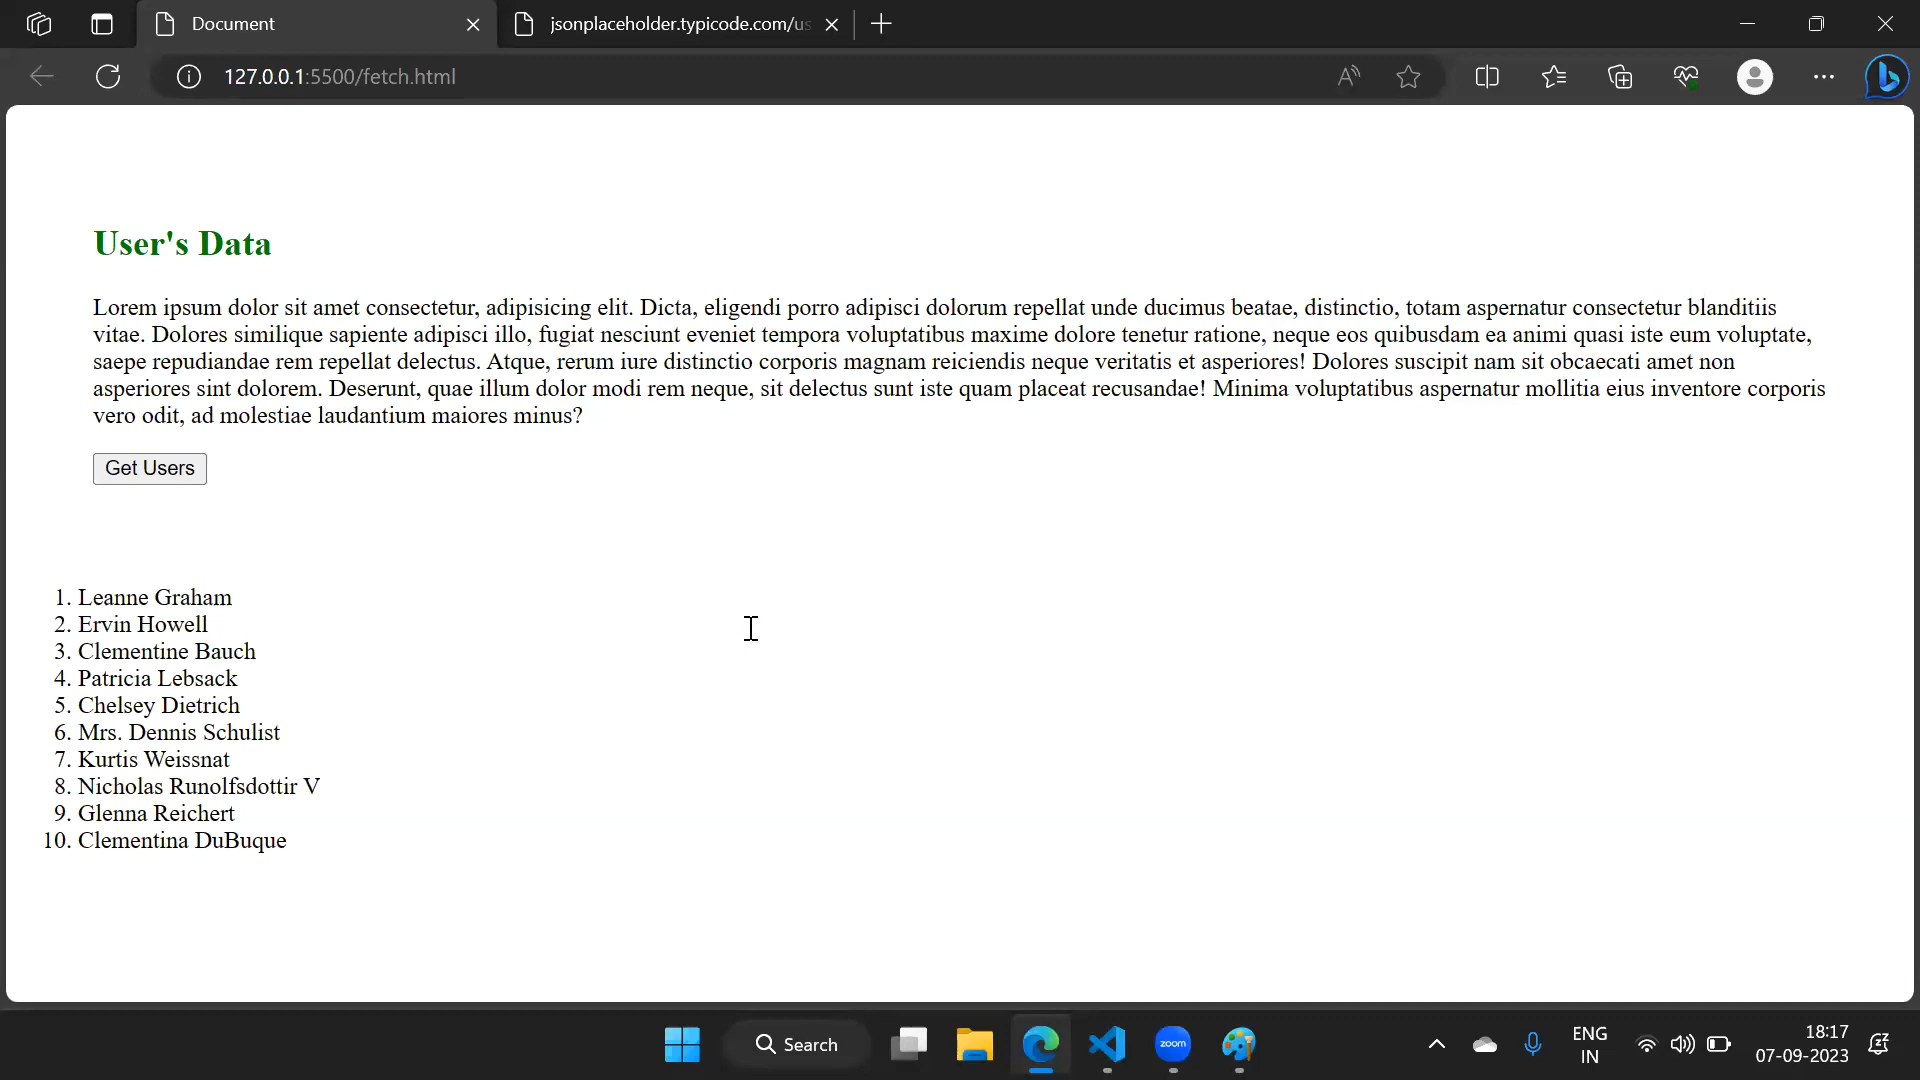 Document
jsonplaceholder.typicode.com/us
127.0.0.1:5500/fetch.html
User's Data
Lorem ipsum dolor sit amet consectetur, adipisicing elit. Dicta, eligendi porro adipisci dolorum repellat unde ducimus beatae, distinctio, totam aspernatur consectetur blanditiis
vitae. Dolores similique sapiente adipisci illo, fugiat nesciunt eveniet tempora voluptatibus maxime dolore tenetur ratione, neque eos quibusdam ea animi quasi iste eum voluptate,
saepe repudiandae rem repellat delectus. Atque, rerum iure distinctio corporis magnam reiciendis neque veritatis et asperiores! Dolores suscipit nam sit obcaecati amet non
asperiores sint dolorem. Deserunt, quae illum dolor modi rem neque, sit delectus sunt iste quam placeat recusandae! Minima voluptatibus aspernatur mollitia eius inventore corporis
vero odit, ad molestiae laudantium maiores minus?
Get Users
1. Leanne Graham
2. Ervin Howell
3. Clementine Bauch
4. Patricia Lebsack
5. Chelsey Dietrich
6. Mrs. Dennis Schulist
7. Kurtis Weissnat
8. Nicholas Runolfsdottir V
9. Glenna Reichert
10. Clementina DuBuque
Search
zoom
ENG
IN
18:17
07-09-2023